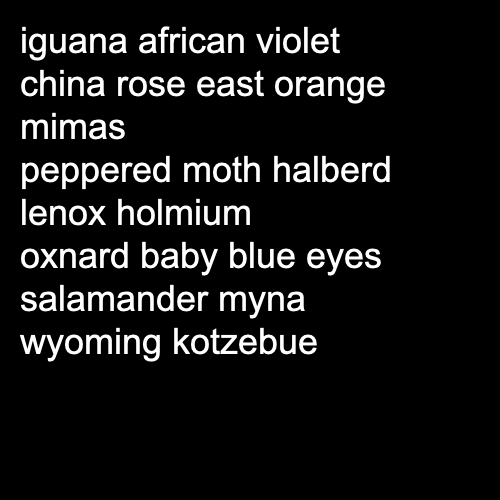 iguana african violet
china rose east orange
mimas
peppered moth halberd
lenox holmium
oxnard baby blue eyes
salamander myna
wyoming kotzebue